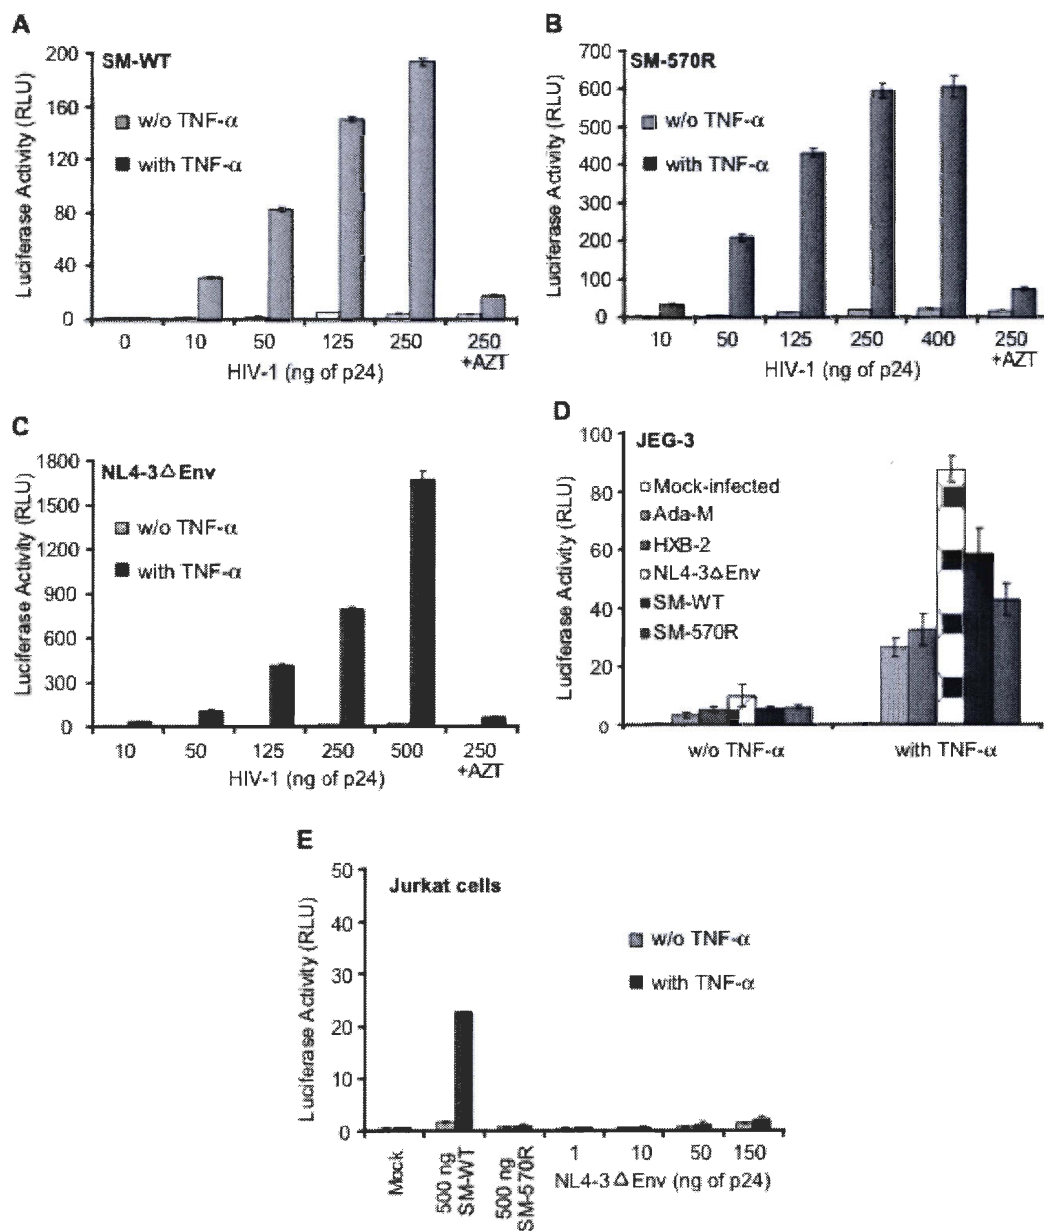 A
SM-WT
Luciferase Activity (RLU)
200
160
120
80
40
0
w/o TNF-α
with TNF-α
0 10 50 125 250 250
+AZT
HIV-1 (ng of p24)
B
SM-570R
Luciferase Activity (RLU)
700
600
500
400
300
200
100
0
w/o TNF-α
with TNF-α
10 50 125 250 400 250
+AZT
HIV-1 (ng of p24)
C
NL4-3ΔEnv
Luciferase Activity (RLU)
1800
1500
1200
900
600
300
0
w/o TNF-α
with TNF-α
10 50 125 250 500 250
+AZT
HIV-1 (ng of p24)
D
JEG-3
Luciferase Activity (RLU)
100
80
60
40
20
0
Mock-infected
Ada-M
HXB-2
NL4-3ΔEnv
SM-WT
SM-570R
w/o TNF-α with TNF-α
E
Jurkat cells
Luciferase Activity (RLU)
50
40
30
20
10
0
w/o TNF-α
with TNF-α
Mock
500 ng
SM-WT
500 ng
SM-570R
1 10 50 150
NL4-3ΔEnv (ng of p24)